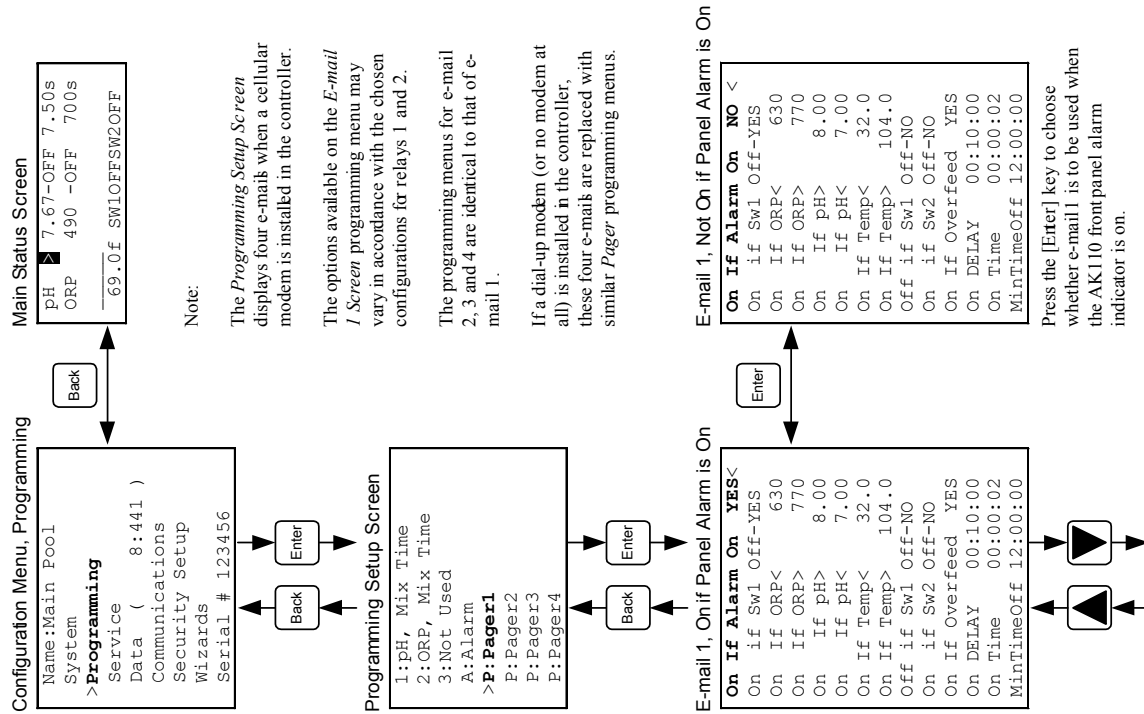 Configuration Menu, Programming
Name:Main Pool
System
>Programming
Service
Data ( 8:441 )
Communications
Security Setup
Wizards
Serial # 123456
Back
Main Status Screen
pH > 7.67-OFF 7.50s
ORP 490 -OFF 700s
69.0f SW1OFFSW2OFF
Back
Enter
Programming Setup Screen
1:pH, Mix Time
2:ORP, Mix Time
3:Not Used
A:Alarm
>P:Pager1
P:Pager2
P:Pager3
P:Pager4
Note:
The Programming Setup Screen
displays four e-mails when a cellular
modem is installed in the controller.
The options available on the E-mail
1 Screen programming menu may
vary in accordance with the chosen
configurations for relays 1 and 2.
The programming menus for e-mail
2, 3 and 4 are identical to that of e-
mail 1.
If a dial-up modem (or no modem at
all) is installed in the controller,
these four e-mails are replaced with
similar Pager programming menus.
Back
Enter
E-mail 1, On if Panel Alarm is On
On If Alarm On YES<
On if Sw1 Off-YES
On If ORP< 630
On If ORP> 770
On If pH> 8.00
On If pH< 7.00
On If Temp< 32.0
On If Temp> 104.0
Off if Sw1 Off-NO
On if Sw2 Off-NO
On If Overfeed YES
On DELAY 00:10:00
On Time 00:00:02
MinTimeOff 12:00:00
Enter
E-mail 1, Not On if Panel Alarm is On
On If Alarm On NO <
On if Sw1 Off-YES
On If ORP< 630
On If ORP> 770
On If pH> 8.00
On If pH< 7.00
On If Temp< 32.0
On If Temp> 104.0
Off if Sw1 Off-NO
On if Sw2 Off-NO
On If Overfeed YES
On DELAY 00:10:00
On Time 00:00:02
MinTimeOff 12:00:00
Press the [Enter] key to choose
whether e-mail 1 is to be used when
the AK110 front panel alarm
indicator is on.